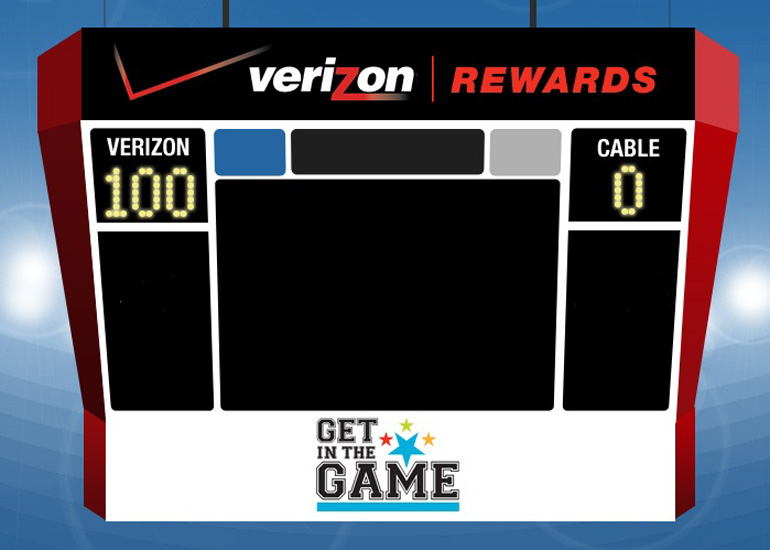 verizon | REWARDS
VERIZON
100
CABLE
0
GET
IN THE
GAME